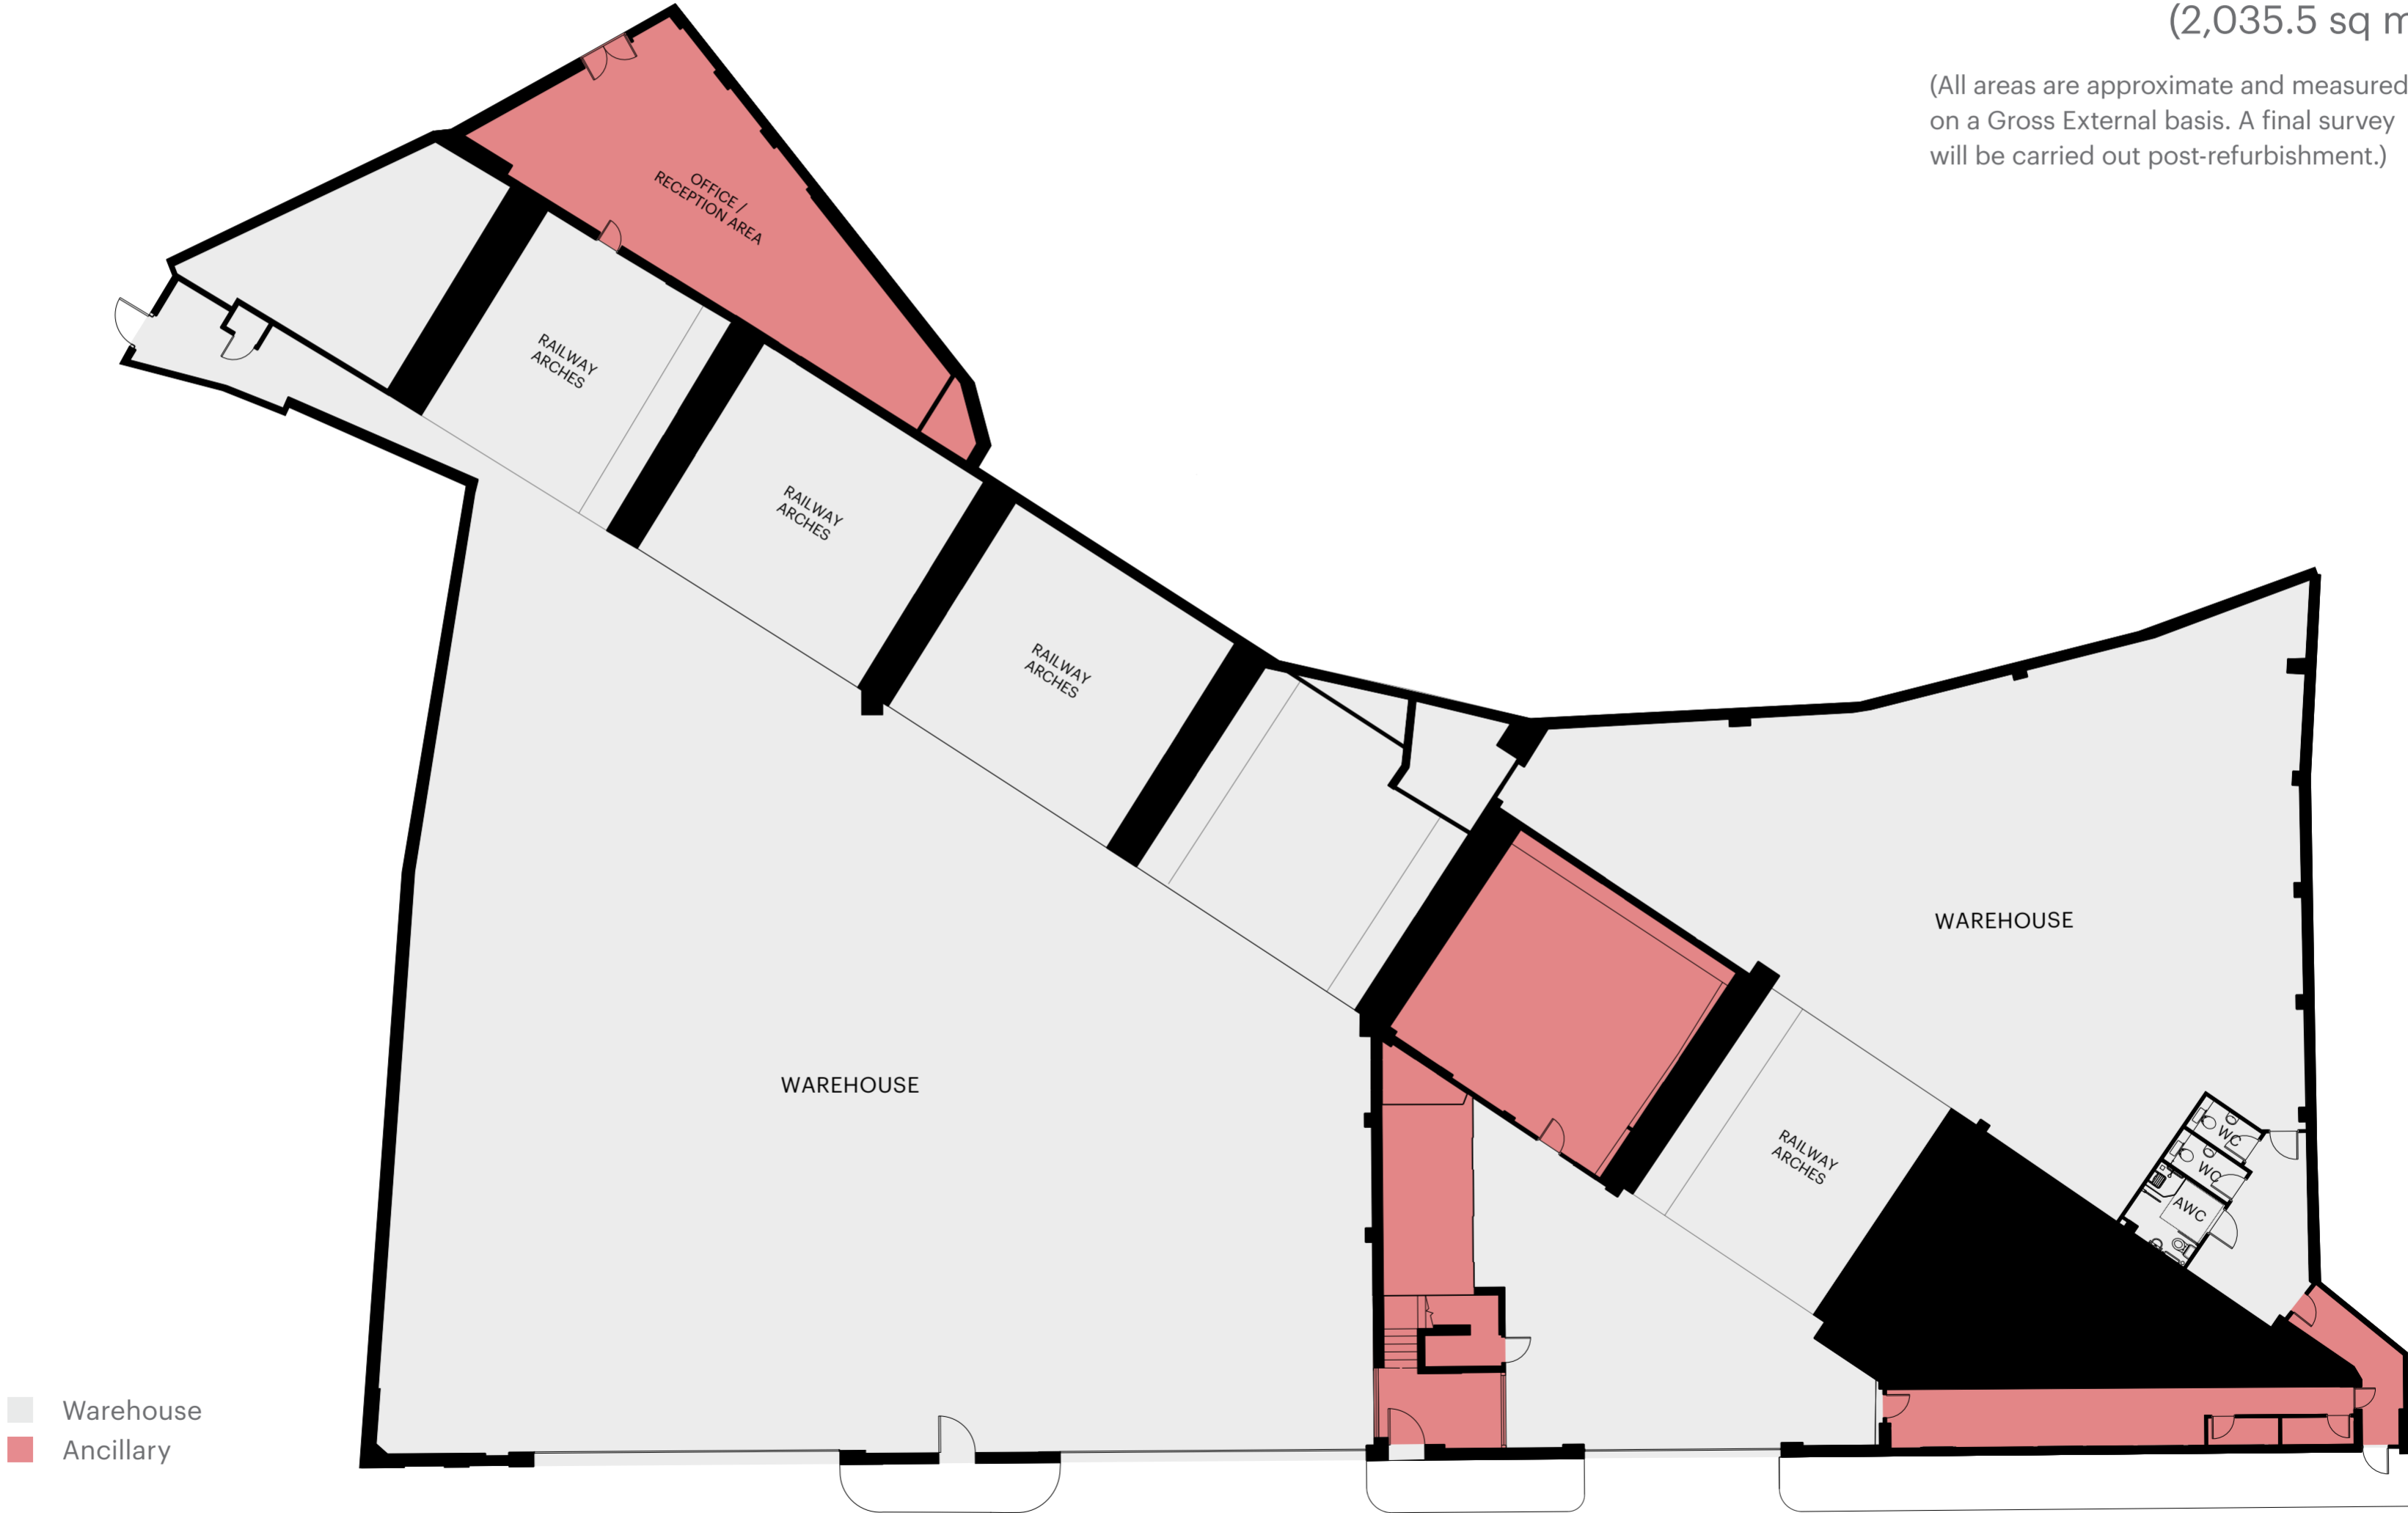 (2,035.5 sq m
(All areas are approximate and measured
on a Gross External basis. A final survey
will be carried out post-refurbishment.)
OFFICE /
RECEPTION AREA
RAILWAY
ARCHES
RAILWAY
ARCHES
RAILWAY
ARCHES
WAREHOUSE
WAREHOUSE
RAILWAY
ARCHES
WC
WC
AWC
Warehouse
Ancillary